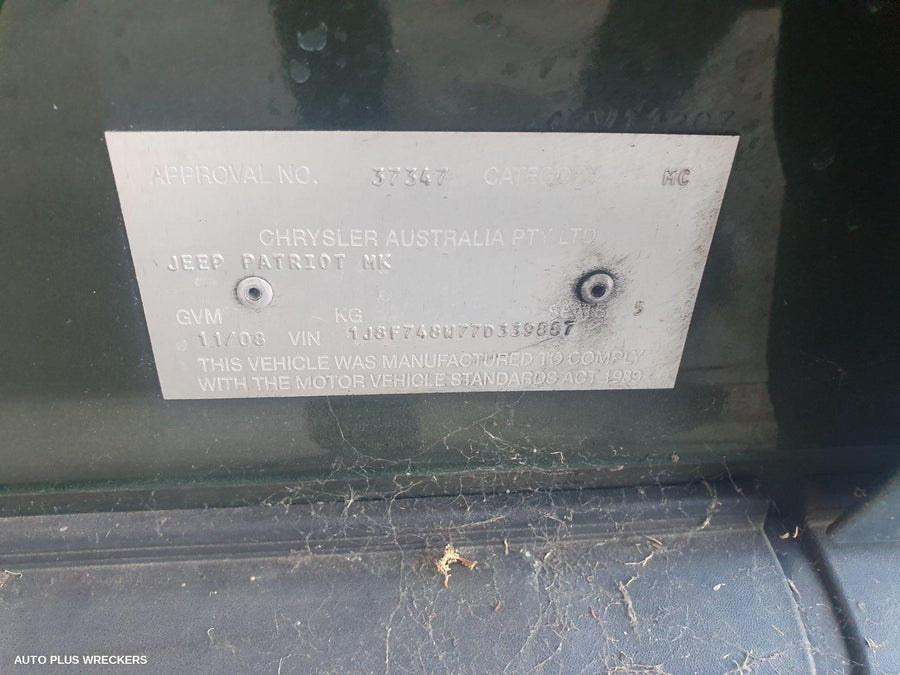 APPROVAL NO. 37347 CATEGORY MC
CHRYSLER AUSTRALIA PTY LTD
JEEP PATRIOT MK
GVM KG SEATS 5
11/08 VIN
THIS VEHICLE WAS MANUFACTURED TO COMPLY
WITH THE MOTOR VEHICLE STANDARDS ACT 1989
AUTO PLUS WRECKERS